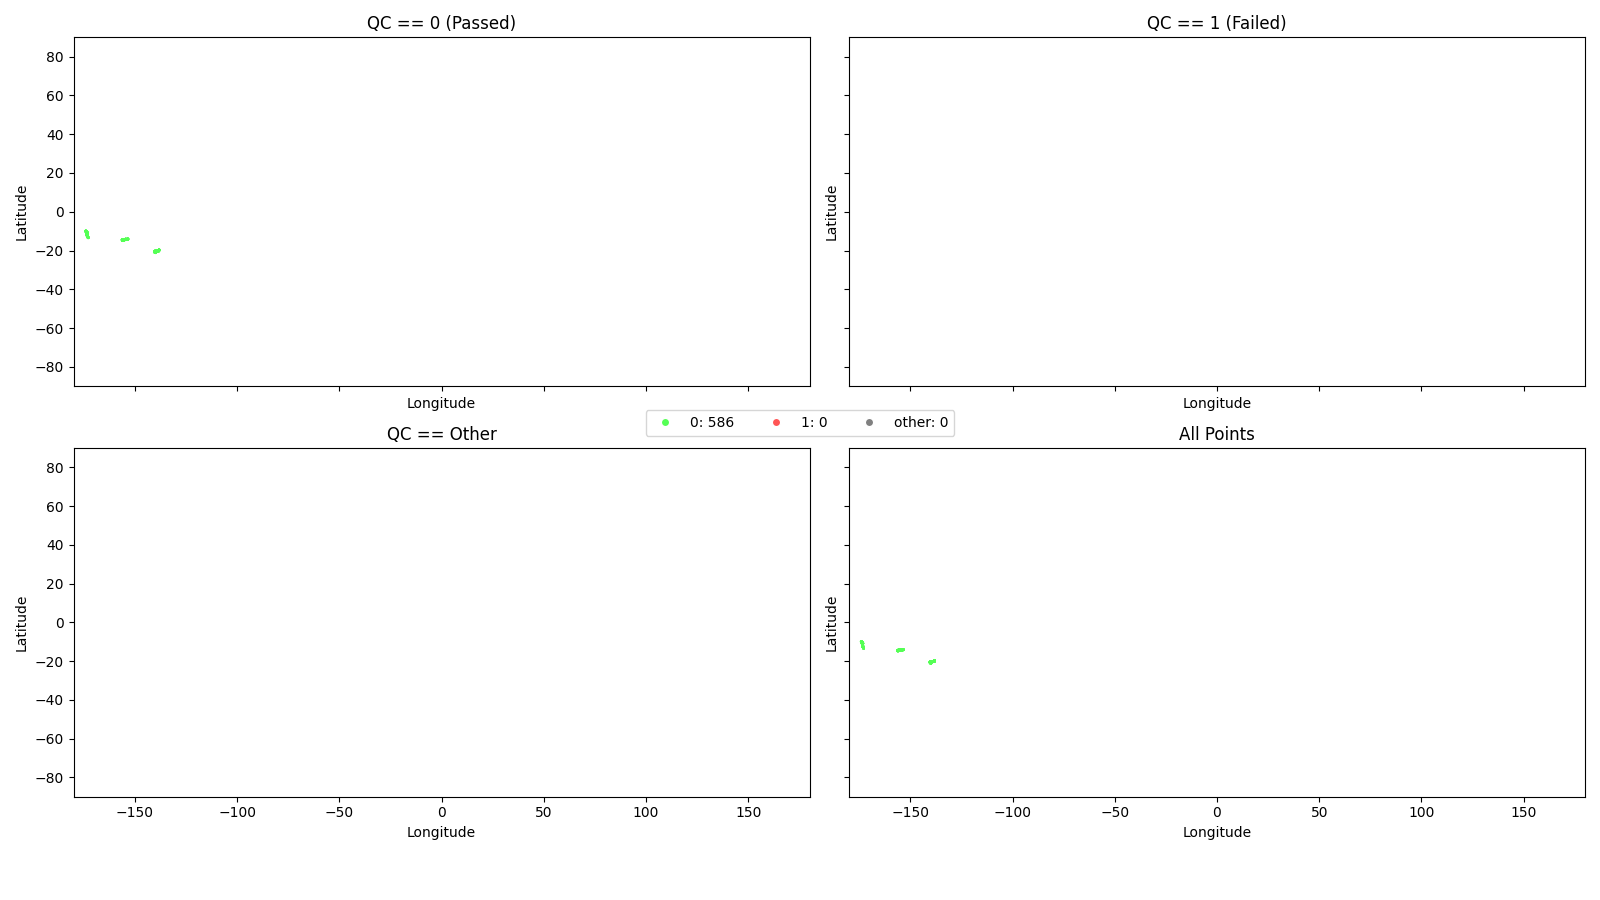 QC == 0 (Passed)
QC == 1 (Failed)
80
60
40
20
0
−20
−40
−60
−80
Latitude
Latitude
Longitude
Longitude
0: 586 1: 0 other: 0
QC == Other
All Points
80
60
40
20
0
−20
−40
−60
−80
Latitude
Latitude
−150 −100 −50 0 50 100 150
−150 −100 −50 0 50 100 150
Longitude
Longitude